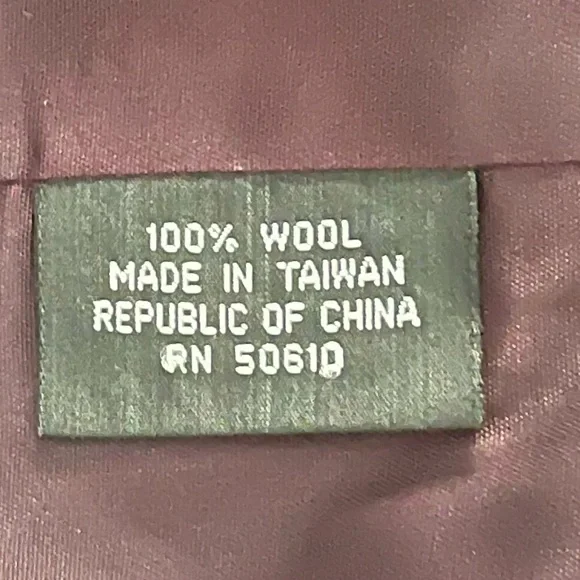 100% WOOL
MADE IN TAIWAN
REPUBLIC OF CHINA
RN 50610